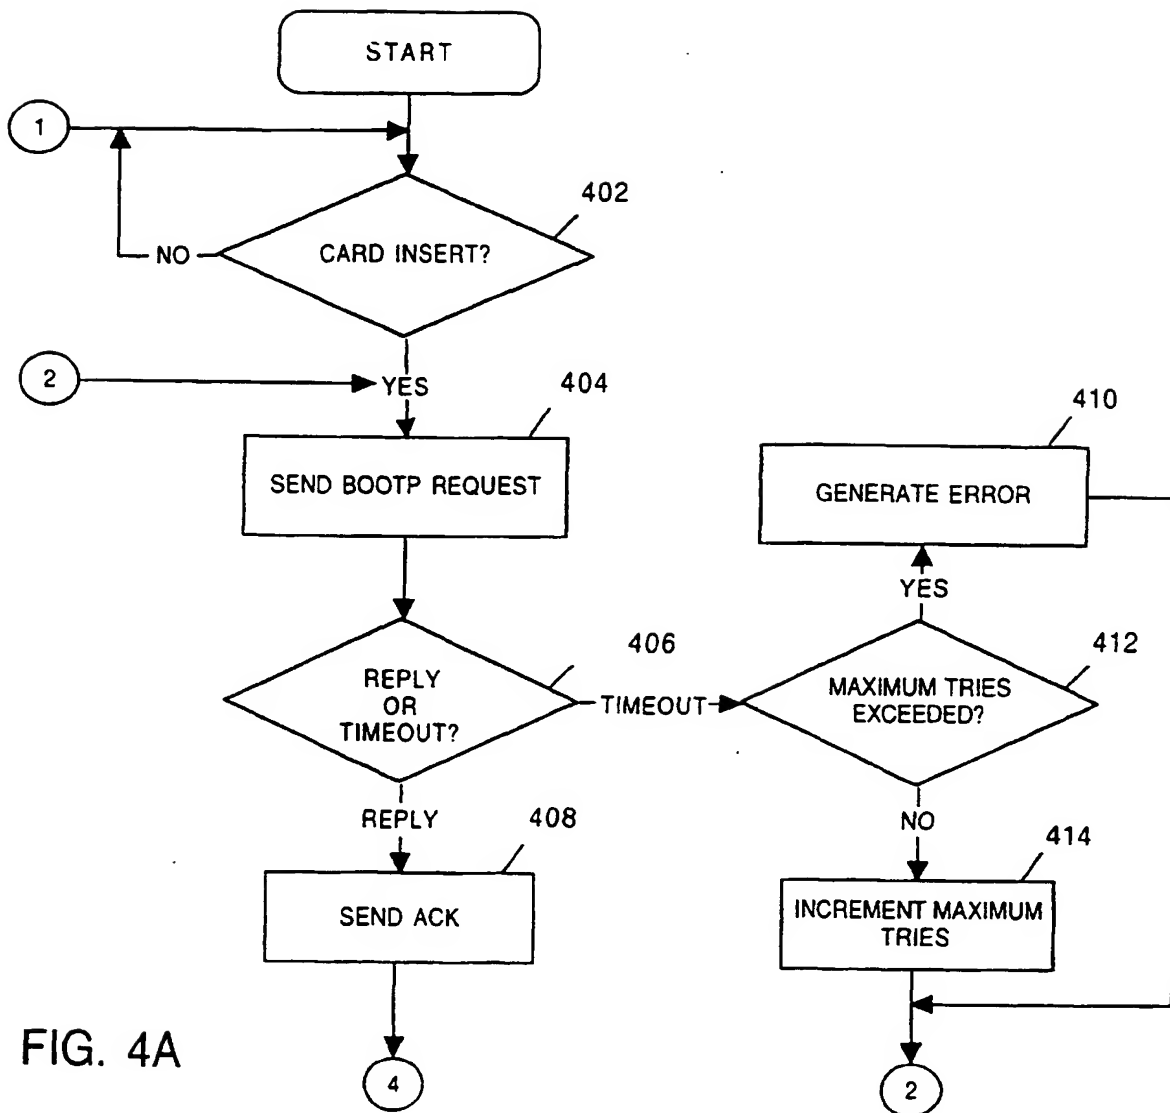 START
1
402
CARD INSERT?
NO
2
YES
404
SEND BOOTP REQUEST
410
GENERATE ERROR
YES
406
REPLY
OR
TIMEOUT?
TIMEOUT
412
MAXIMUM TRIES
EXCEEDED?
REPLY
408
SEND ACK
NO
414
INCREMENT MAXIMUM
TRIES
FIG. 4A
4
2